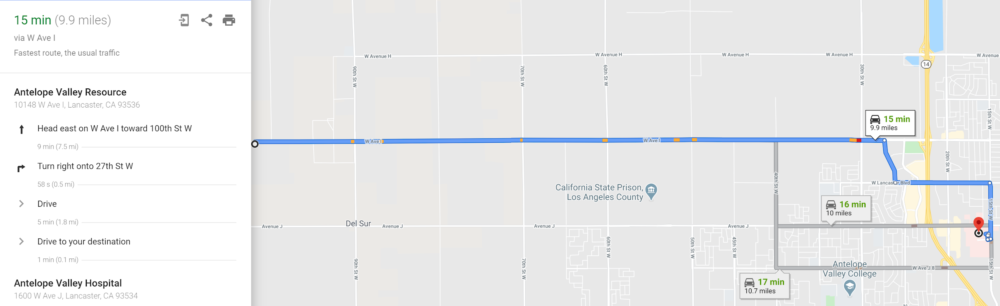 15 min (9.9 miles)
via W Ave I
Fastest route, the usual traffic
Antelope Valley Resource
10148 W Ave I, Lancaster, CA 93536
Head east on W Ave I toward 100th St W
9 min (7.5 mi)
Turn right onto 27th St W
58 s (0.5 mi)
Drive
5 min (1.8 mi)
Drive to your destination
1 min (0.1 mi)
Antelope Valley Hospital
1600 W Ave J, Lancaster, CA 93534
W Avenue H
W Avenue H
W Avenue H
W Avenue H
W Avenue
14
90th St W
70th St W
60th St W
30th St W
15th St W
15 min
9.9 miles
W Ave I
W Ave I
20th St W
40th St W
W Lancaster Blvd
California State Prison,
Los Angeles County
16 min
10 miles
15th St W
Del Sur
Avenue J
Avenue J
Avenue J
Avenue J
90th St W
70th St W
60th St W
50th St W
45th St W
Antelope
Valley College
W Ave J 8
15th St W
17 min
10.7 miles
2